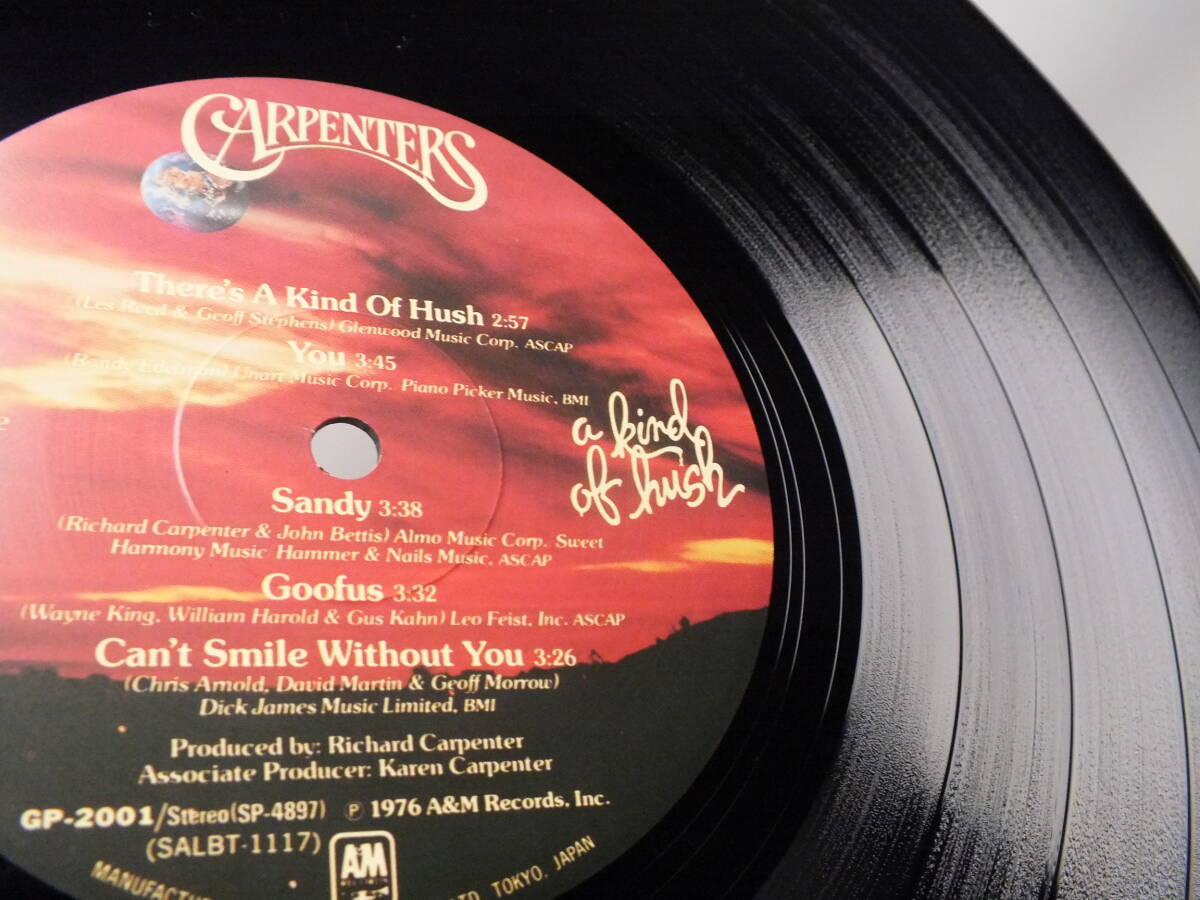 CARPENTERS
There's A Kind Of Hush 2:57
(Les Reed & Geoff Stephens) Glenwood Music Corp. ASCAP
You 3:45
(Randy Edelman) Unart Music Corp. Piano Picker Music, BMI
a kind
of hush
Sandy 3:38
(Richard Carpenter & John Bettis) Almo Music Corp. Sweet
Harmony Music Hammer & Nails Music, ASCAP
Goofus 3:32
(Wayne King, William Harold & Gus Kahn) Leo Feist, Inc. ASCAP
Can't Smile Without You 3:26
(Chris Arnold, David Martin & Geoff Morrow)
Dick James Music Limited, BMI
Produced by: Richard Carpenter
Associate Producer: Karen Carpenter
GP-2001/Stereo(SP-4897) Ⓟ 1976 A&M Records, Inc.
(SALBT-1117)
A&M
RECORDS
MANUFACTUR
LTD. TOKYO. JAPAN